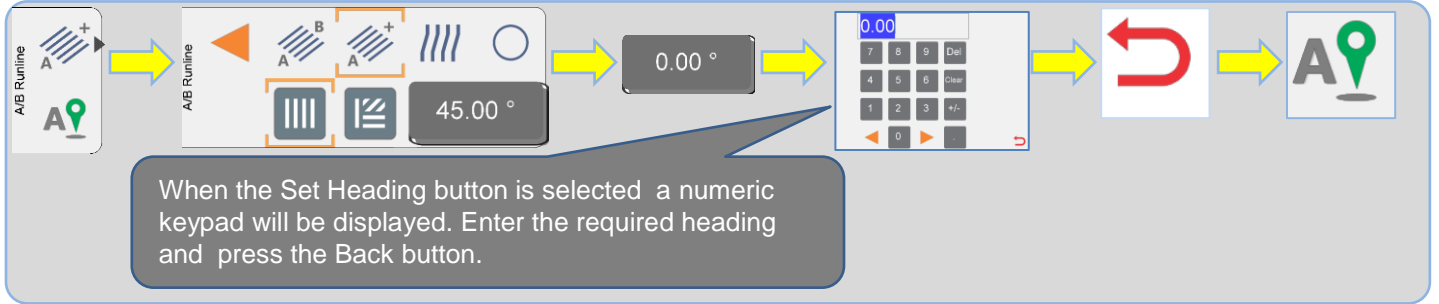 A/B Runline
A +
A
A/B Runline
A B
A +
45.00 °
0.00 °
0.00
7 8 9 Del
4 5 6 Clear
1 2 3 +/-
0 .
A
When the Set Heading button is selected a numeric
keypad will be displayed. Enter the required heading
and press the Back button.